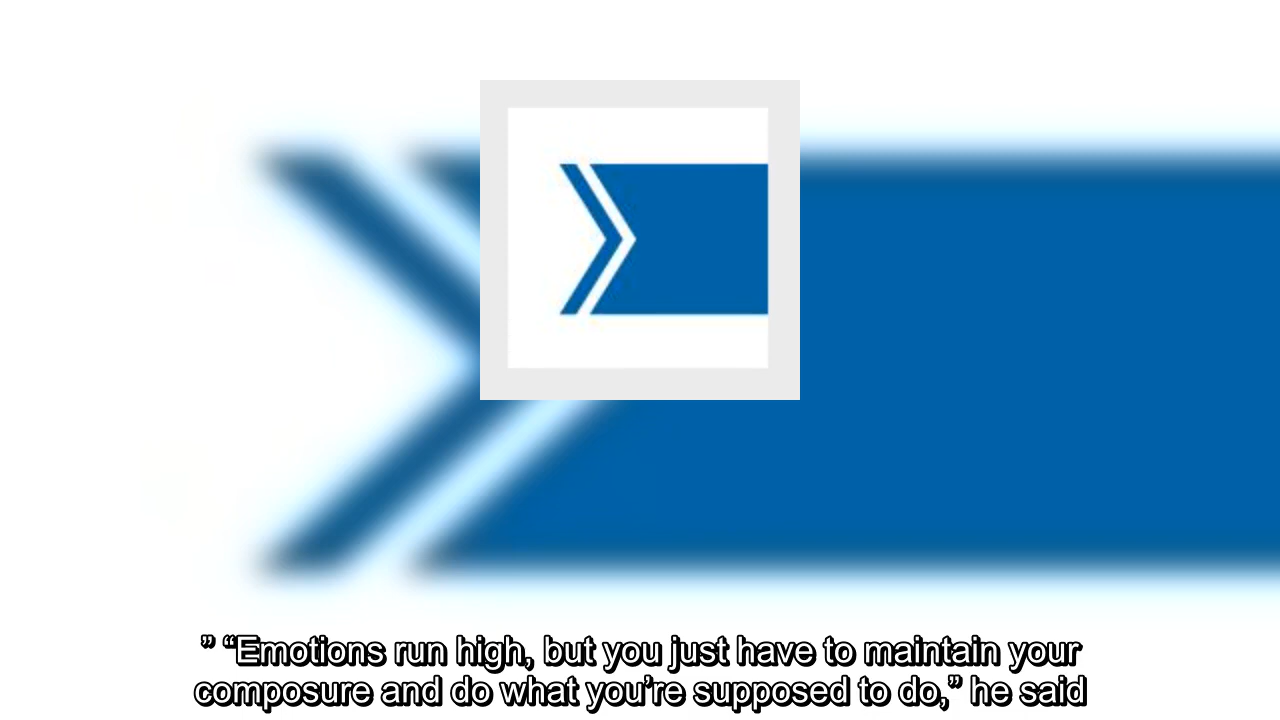 ” “Emotions run high, but you just have to maintain your
composure and do what you’re supposed to do,” he said